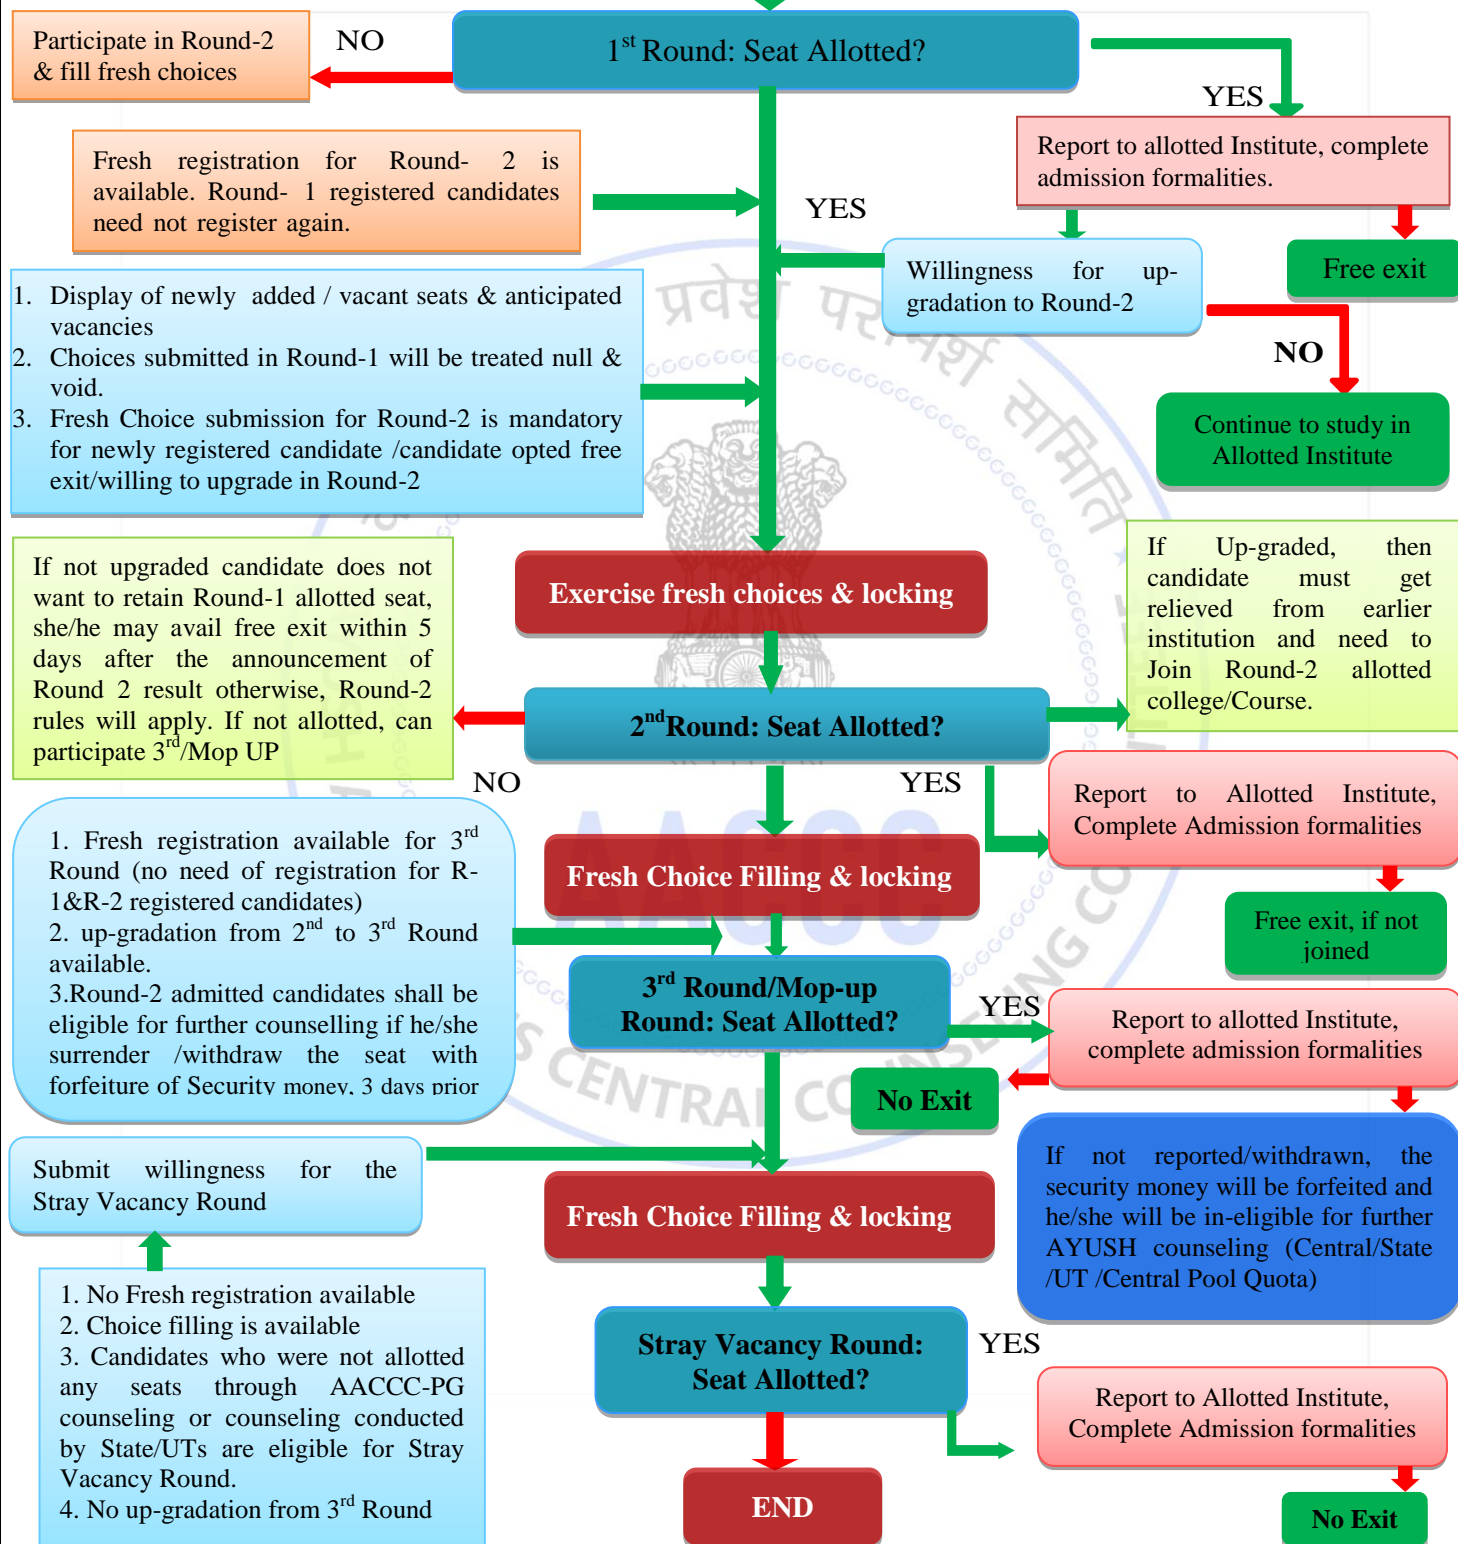 Participate in Round-2
& fill fresh choices
NO
1st Round: Seat Allotted?
YES
Report to allotted Institute, complete
admission formalities.
Fresh registration for Round- 2 is
available. Round- 1 registered candidates
need not register again.
YES
Willingness for up-
gradation to Round-2
Free exit
NO
Continue to study in
Allotted Institute
1. Display of newly added / vacant seats & anticipated
vacancies
2. Choices submitted in Round-1 will be treated null &
void.
3. Fresh Choice submission for Round-2 is mandatory
for newly registered candidate /candidate opted free
exit/willing to upgrade in Round-2
Exercise fresh choices & locking
If not upgraded candidate does not
want to retain Round-1 allotted seat,
she/he may avail free exit within 5
days after the announcement of
Round 2 result otherwise, Round-2
rules will apply. If not allotted, can
participate 3rd/Mop UP
If Up-graded, then
candidate must get
relieved from earlier
institution and need to
Join Round-2 allotted
college/Course.
2nd Round: Seat Allotted?
NO
YES
Report to Allotted Institute,
Complete Admission formalities
Free exit, if not
joined
Fresh Choice Filling & locking
1. Fresh registration available for 3rd
Round (no need of registration for R-
1&R-2 registered candidates)
2. up-gradation from 2nd to 3rd Round
available.
3.Round-2 admitted candidates shall be
eligible for further counselling if he/she
surrender /withdraw the seat with
forfeiture of Security money, 3 days prior
3rd Round/Mop-up
Round: Seat Allotted?
YES
Report to allotted Institute,
complete admission formalities
No Exit
If not reported/withdrawn, the
security money will be forfeited and
he/she will be in-eligible for further
AYUSH counseling (Central/State
/UT /Central Pool Quota)
Submit willingness for the
Stray Vacancy Round
Fresh Choice Filling & locking
1. No Fresh registration available
2. Choice filling is available
3. Candidates who were not allotted
any seats through AACCC-PG
counseling or counseling conducted
by State/UTs are eligible for Stray
Vacancy Round.
4. No up-gradation from 3rd Round
Stray Vacancy Round:
Seat Allotted?
YES
Report to Allotted Institute,
Complete Admission formalities
END
No Exit
प्रवेश परामर्श समिति
AACCC
CENTRAL COUNSELING